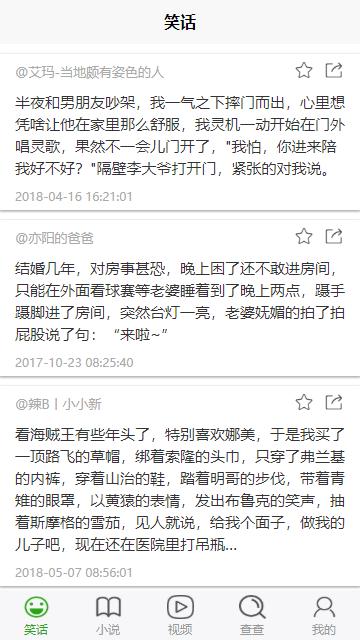 笑话
@艾玛-当地颇有姿色的人
半夜和男朋友吵架，我一气之下摔门而出，心里想
凭啥让他在家里那么舒服，我灵机一动开始在门外
唱灵歌，果然不一会儿门开了，"我怕，你进来陪
我好不好？"隔壁李大爷打开门，紧张的对我说。
2018-04-16 16:21:01
@亦阳的爸爸
结婚几年，对房事甚恐，晚上困了还不敢进房间，
只能在外面看球赛等老婆睡着到了晚上两点，蹑手
蹑脚进了房间，突然台灯一亮，老婆妩媚的拍了拍
屁股说了句：“来啦~”
2017-10-23 08:25:40
@辣B丨小小新
看海贼王有些年头了，特别喜欢娜美，于是我买了
一顶路飞的草帽，绑着索隆的头巾，只穿了弗兰基
的内裤，穿着山治的鞋，踏着明哥的步伐，带着青
雉的眼罩，以黄猿的表情，发出布鲁克的笑声，抽
着斯摩格的雪茄，见人就说，给我个面子，做我的
儿子吧，现在还在医院里打吊瓶...
2018-05-07 08:56:01
笑话
小说
视频
查查
我的